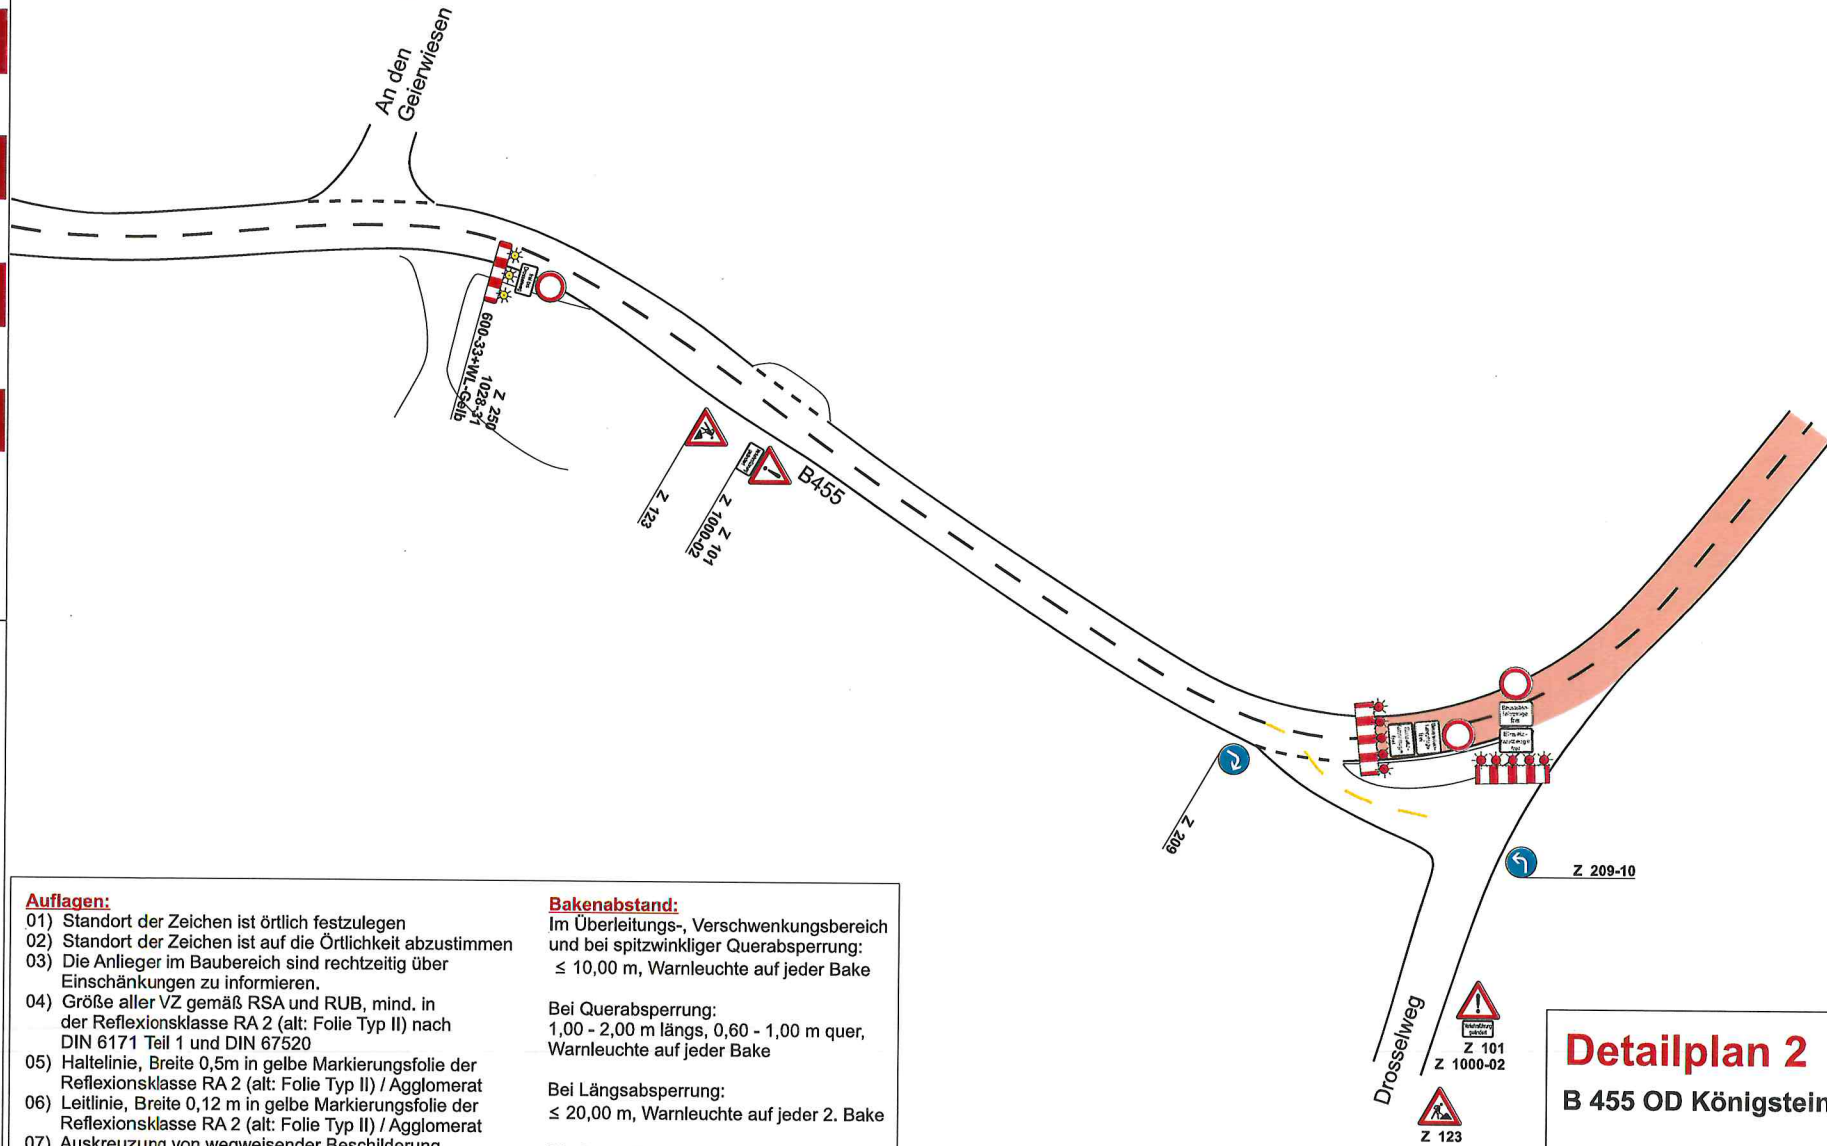 An den
Geierwiesen
600-33+WL-Gelb
1028-31
Z 250
Z 123
Z 1000-02
Z 101
B455
Z 209
Z 209-10
Drosselweg
Z 101
Z 1000-02
Z 123
Auflagen:
01) Standort der Zeichen ist örtlich festzulegen
02) Standort der Zeichen ist auf die Örtlichkeit abzustimmen
03) Die Anlieger im Baubereich sind rechtzeitig über
Einschänkungen zu informieren.
04) Größe aller VZ gemäß RSA und RUB, mind. in
der Reflexionsklasse RA 2 (alt: Folie Typ II) nach
DIN 6171 Teil 1 und DIN 67520
05) Haltelinie, Breite 0,5m in gelbe Markierungsfolie der
Reflexionsklasse RA 2 (alt: Folie Typ II) / Agglomerat
06) Leitlinie, Breite 0,12 m in gelbe Markierungsfolie der
Reflexionsklasse RA 2 (alt: Folie Typ II) / Agglomerat
07) Auskreuzung von wegweisender Beschilderung
Bakenabstand:
Im Überleitungs-, Verschwenkungsbereich
und bei spitzwinkliger Querabsperrung:
≤ 10,00 m, Warnleuchte auf jeder Bake
Bei Querabsperrung:
1,00 - 2,00 m längs, 0,60 - 1,00 m quer,
Warnleuchte auf jeder Bake
Bei Längsabsperrung:
≤ 20,00 m, Warnleuchte auf jeder 2. Bake
Detailplan 2
B 455 OD Königstein